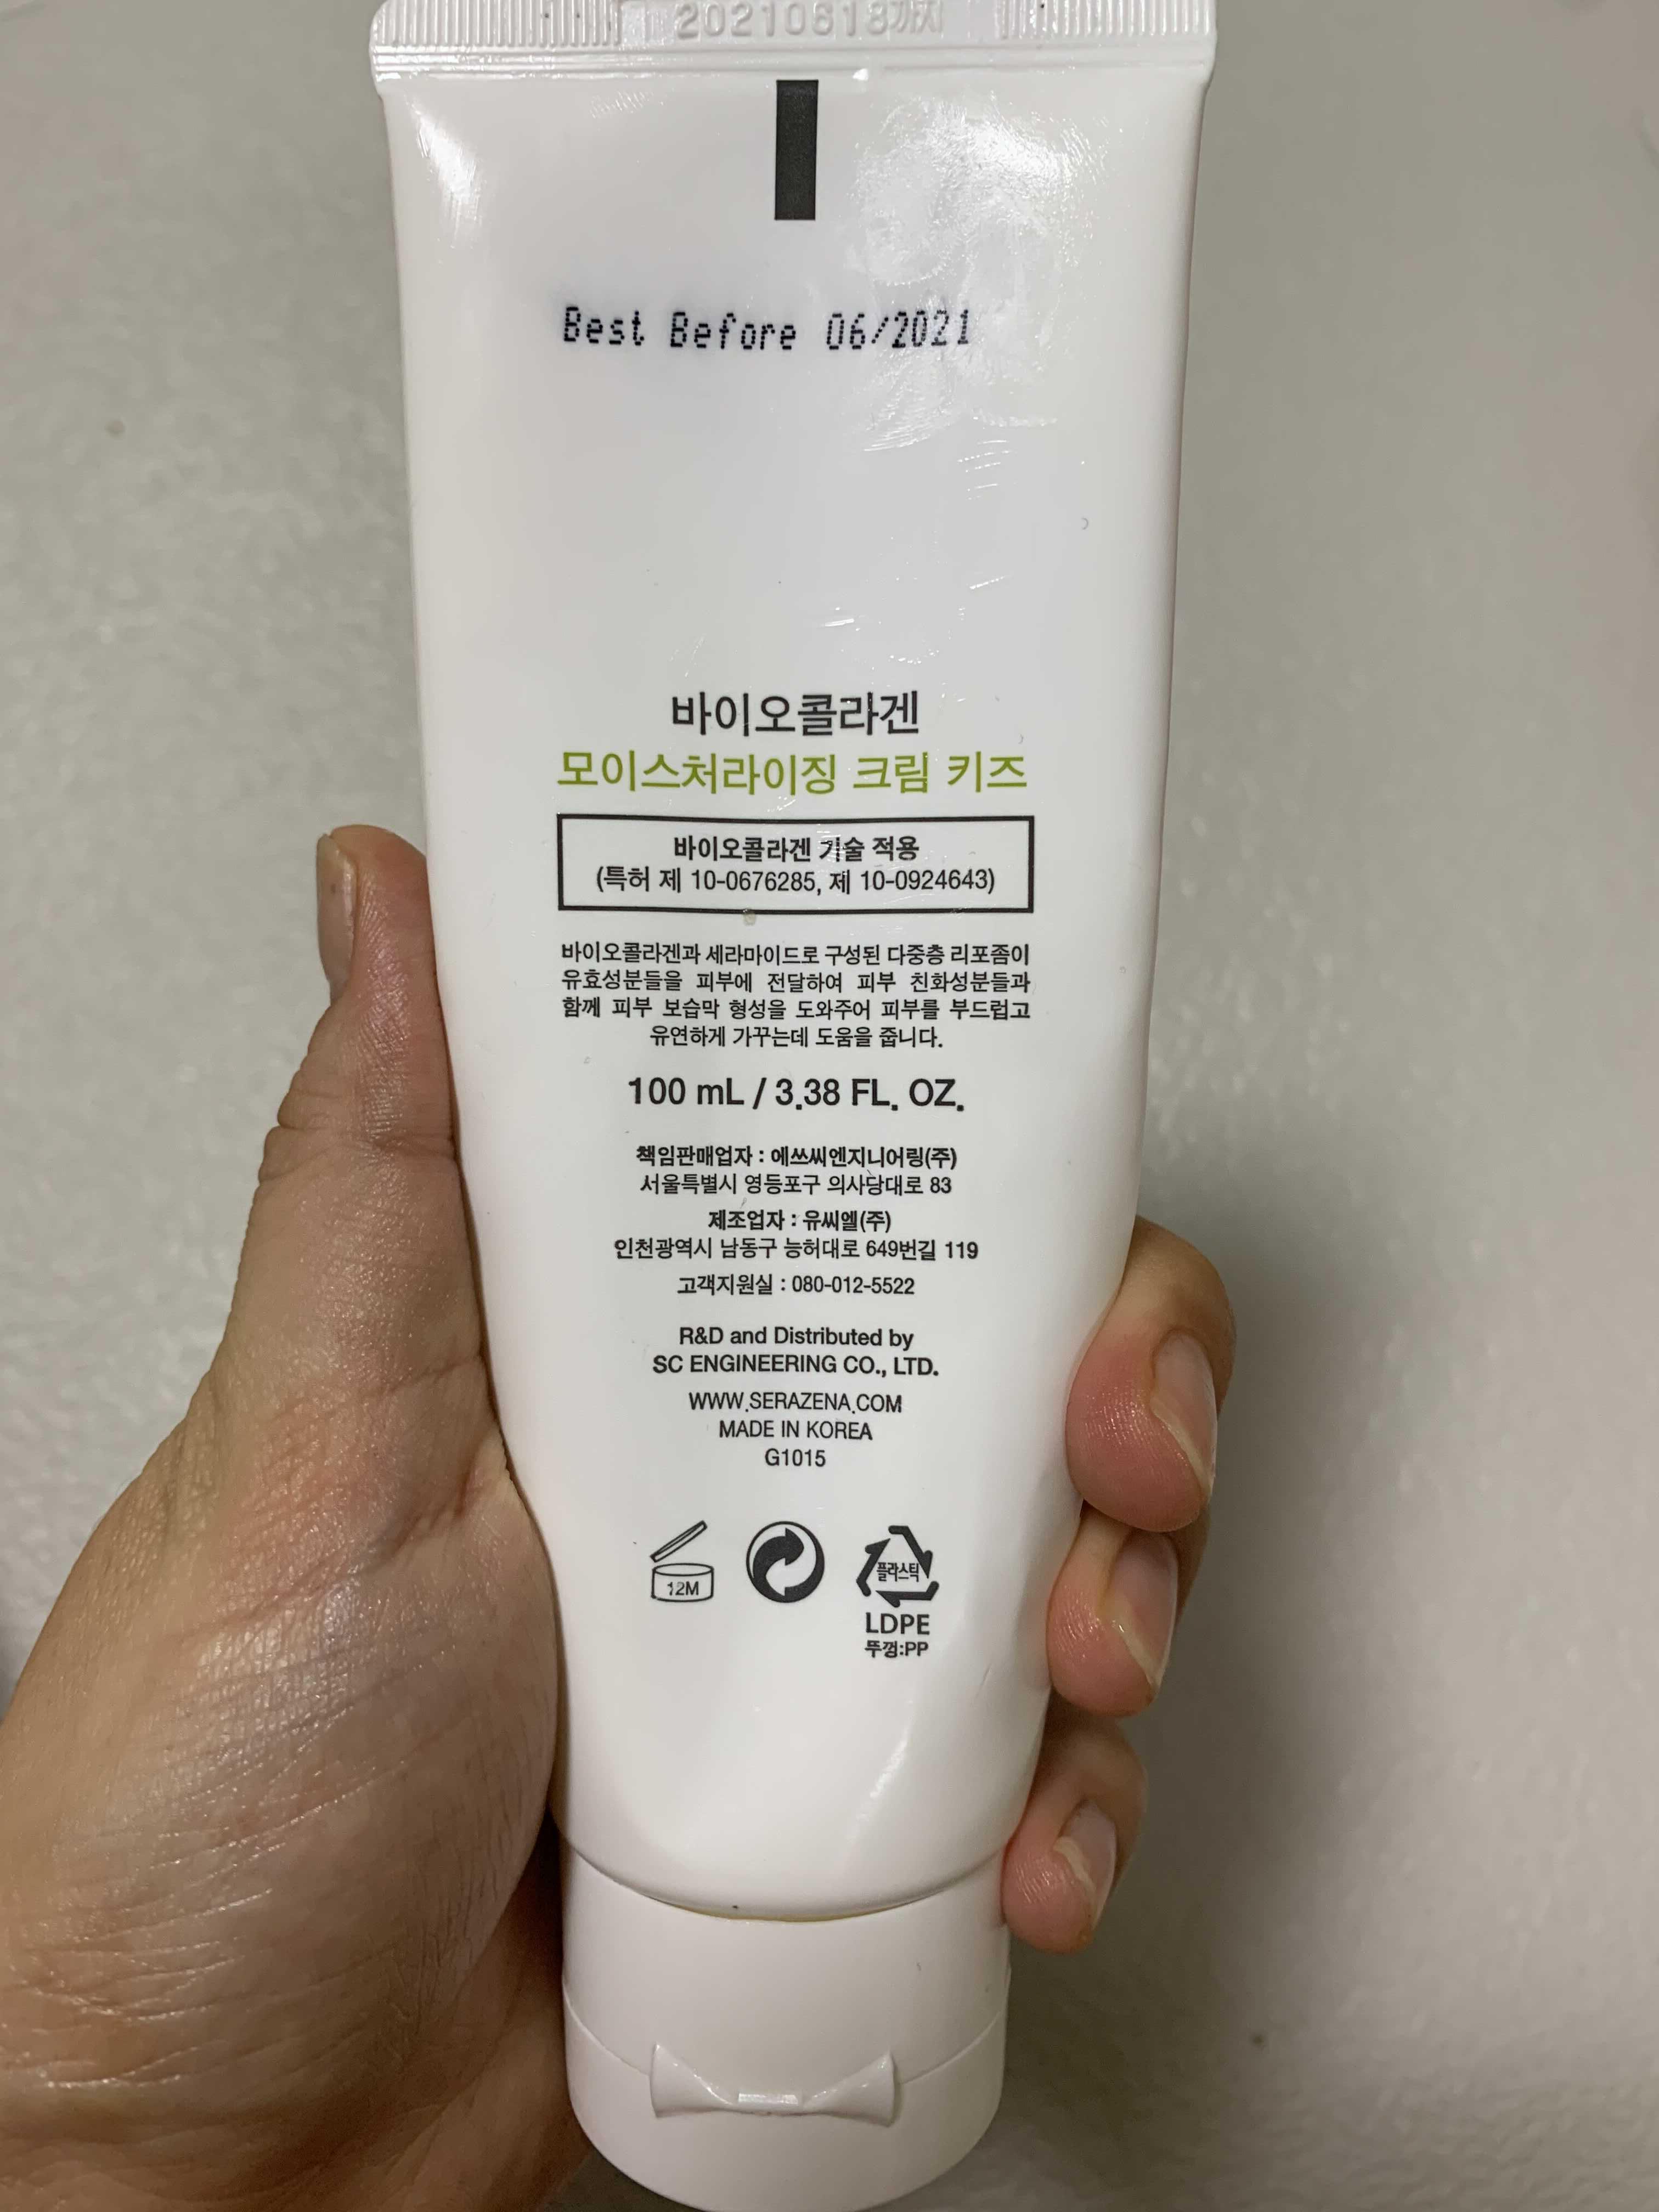 20210618까지
Best Before 06/2021
바이오콜라겐
모이스처라이징 크림 키즈
바이오콜라겐 기술 적용
(특허 제 10-0676285, 제 10-0924643)
바이오콜라겐과 세라마이드로 구성된 다중층 리포좀이
유효성분들을 피부에 전달하여 피부 친화성분들과
함께 피부 보습막 형성을 도와주어 피부를 부드럽고
유연하게 가꾸는데 도움을 줍니다.
100 mL / 3.38 FL. OZ.
책임판매업자 : 에쓰씨엔지니어링(주)
서울특별시 영등포구 의사당대로 83
제조업자 : 유씨엘(주)
인천광역시 남동구 능허대로 649번길 119
고객지원실 : 080-012-5522
R&D and Distributed by
SC ENGINEERING CO., LTD.
WWW.SERAZENA.COM
MADE IN KOREA
G1015
12M
플라스틱
LDPE
뚜껑:PP